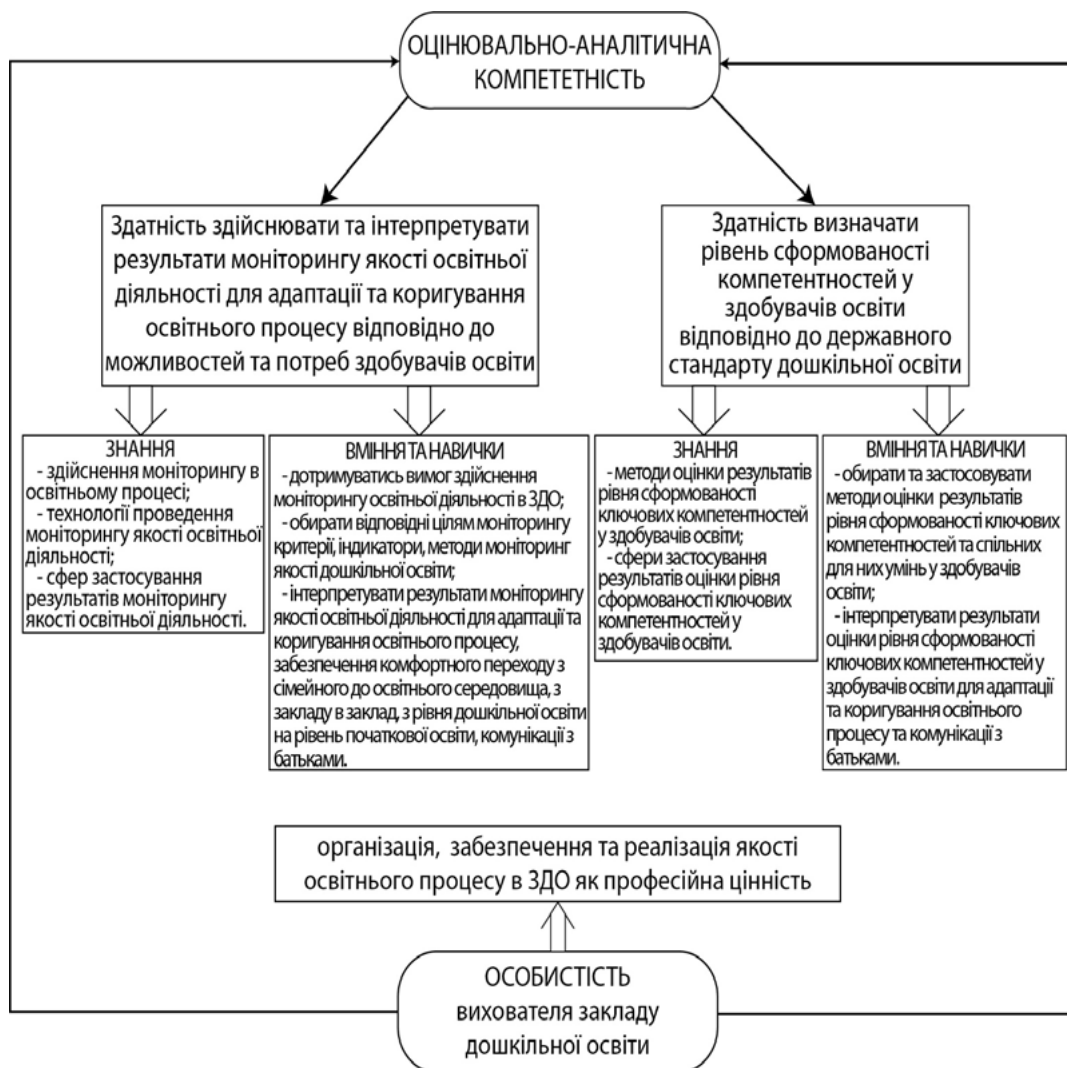 ОЦІНЮВАЛЬНО-АНАЛІТИЧНА
КОМПЕТЕТНІСТЬ
Здатність здійснювати та інтерпретувати
результати моніторингу якості освітньої
діяльності для адаптації та коригування
освітнього процесу відповідно до
можливостей та потреб здобувачів освіти
Здатність визначати
рівень сформованості
компетентностей у
здобувачів освіти
відповідно до державного
стандарту дошкільної освіти
ЗНАННЯ
- здійснення моніторингу в
освітньому процесі;
- технології проведення
моніторингу якості освітньої
діяльності;
- сфер застосування
результатів моніторингу
якості освітньої діяльності.
ВМІННЯ ТА НАВИЧКИ
- дотримуватись вимог здійснення
моніторингу освітньої діяльності в ЗДО;
- обирати відповідні цілям моніторингу
критерії, індикатори, методи моніторинг
якості дошкільної освіти;
- інтерпретувати результати моніторингу
якості освітньої діяльності для адаптації та
коригування освітнього процесу,
забезпечення комфортного переходу з
сімейного до освітнього середовища, з
закладу в заклад, з рівня дошкільної освіти
на рівень початкової освіти, комунікації з
батьками.
ЗНАННЯ
- методи оцінки результатів
рівня сформованості
ключових компетентностей
у здобувачів освіти;
- сфери застосування
результатів оцінки рівня
сформованості ключових
компетентностей у
здобувачів освіти.
ВМІННЯ ТА НАВИЧКИ
- обирати та застосовувати
методи оцінки результатів
рівня сформованості ключових
компетентностей та спільних
для них умінь у здобувачів
освіти;
- інтерпретувати результати
оцінки рівня сформованості
ключових компетентностей у
здобувачів освіти для адаптації
та коригування освітнього
процесу та комунікації з
батьками.
організація, забезпечення та реалізація якості
освітнього процесу в ЗДО як професійна цінність
ОСОБИСТІСТЬ
вихователя закладу
дошкільної освіти